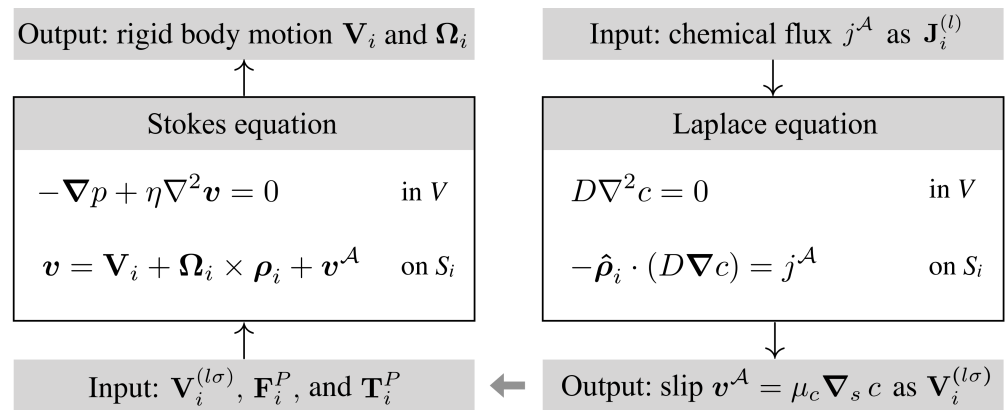 Output: rigid body motion 𝐕ᵢ and 𝛀ᵢ
Stokes equation
−𝛁p + η∇²𝒗 = 0 in V
𝒗 = 𝐕ᵢ + 𝛀ᵢ × 𝝆ᵢ + 𝒗^𝒜 on Sᵢ
Input: 𝐕ᵢ^(lσ), 𝐅ᵢ^P, and 𝐓ᵢ^P
Input: chemical flux j^𝒜 as 𝐉ᵢ^(l)
Laplace equation
D∇²c = 0 in V
−𝝆̂ᵢ · (D𝛁c) = j^𝒜 on Sᵢ
Output: slip 𝒗^𝒜 = μ_c 𝛁_s c as 𝐕ᵢ^(lσ)